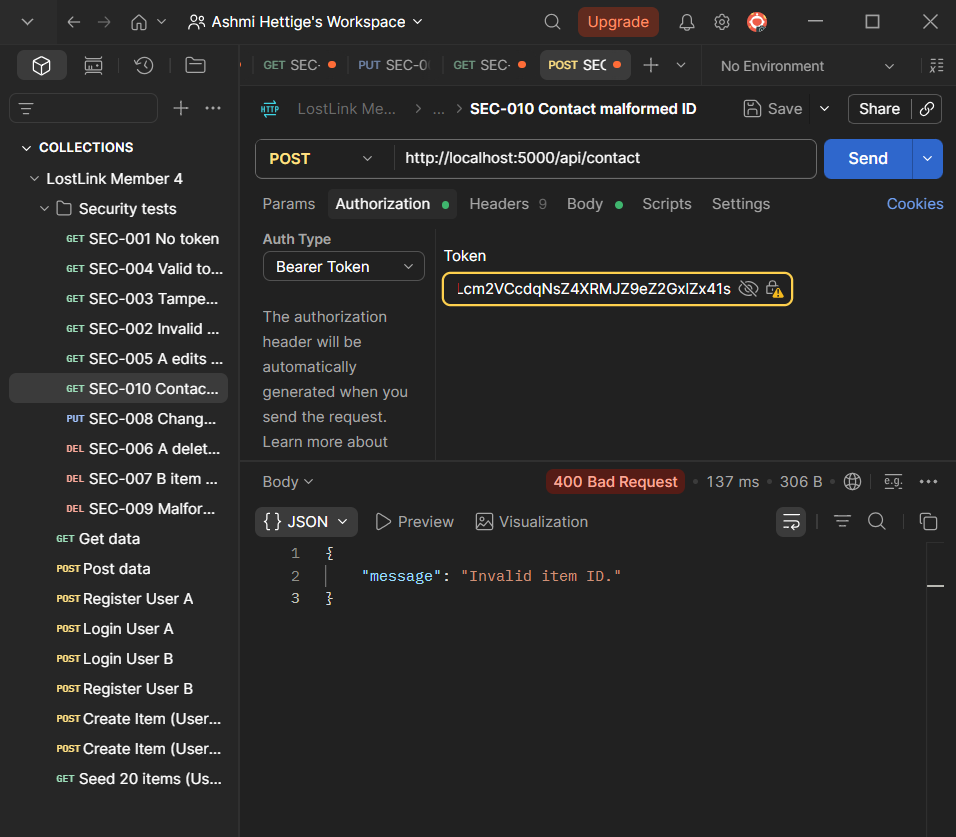 Ashmi Hettige's Workspace
Upgrade
GET SEC-
PUT SEC-0
GET SEC-
POST SEC
No Environment
HTTP LostLink Me... > ... > SEC-010 Contact malformed ID
Save
Share
COLLECTIONS
LostLink Member 4
Security tests
GET SEC-001 No token
GET SEC-004 Valid to...
GET SEC-003 Tampe...
GET SEC-002 Invalid ...
GET SEC-005 A edits ...
GET SEC-010 Contac...
PUT SEC-008 Chang...
DEL SEC-006 A delet...
DEL SEC-007 B item ...
DEL SEC-009 Malfor...
GET Get data
POST Post data
POST Register User A
POST Login User A
POST Login User B
POST Register User B
POST Create Item (User...
POST Create Item (User...
GET Seed 20 items (Us...
POST
http://localhost:5000/api/contact
Send
Params
Authorization
Headers 9
Body
Scripts
Settings
Cookies
Auth Type
Bearer Token
The authorization
header will be
automatically
generated when you
send the request.
Learn more about
Token
.cm2VCcdqNsZ4XRMJZ9eZ2GxlZx41s
Body
400 Bad Request
137 ms
306 B
e.g.
{} JSON
Preview
Visualization
1 {
2 "message": "Invalid item ID."
3 }